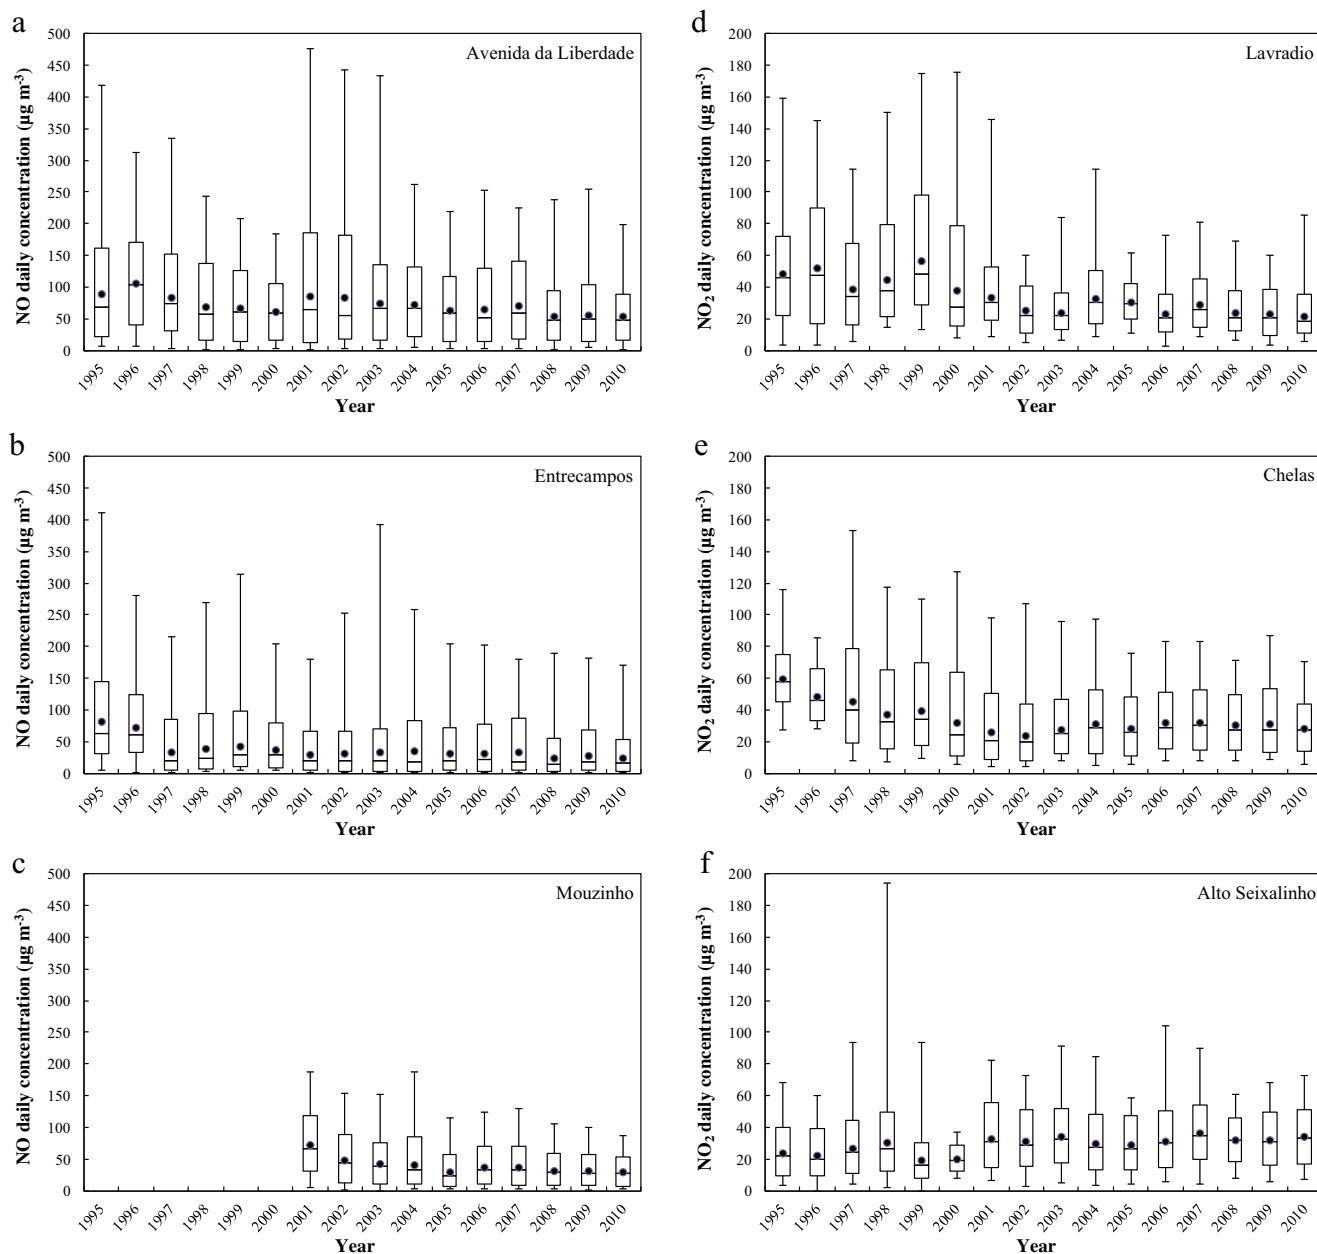 a
Avenida da Liberdade
NO daily concentration (µg m-3)
500
450
400
350
300
250
200
150
100
50
0
1995 1996 1997 1998 1999 2000 2001 2002 2003 2004 2005 2006 2007 2008 2009 2010
Year
d
Lavradio
NO2 daily concentration (µg m-3)
200
180
160
140
120
100
80
60
40
20
0
1995 1996 1997 1998 1999 2000 2001 2002 2003 2004 2005 2006 2007 2008 2009 2010
Year
b
Entrecampos
NO daily concentration (µg m-3)
500
450
400
350
300
250
200
150
100
50
0
1995 1996 1997 1998 1999 2000 2001 2002 2003 2004 2005 2006 2007 2008 2009 2010
Year
e
Chelas
NO2 daily concentration (µg m-3)
200
180
160
140
120
100
80
60
40
20
0
1995 1996 1997 1998 1999 2000 2001 2002 2003 2004 2005 2006 2007 2008 2009 2010
Year
c
Mouzinho
NO daily concentration (µg m-3)
500
450
400
350
300
250
200
150
100
50
0
1995 1996 1997 1998 1999 2000 2001 2002 2003 2004 2005 2006 2007 2008 2009 2010
Year
f
Alto Seixalinho
NO2 daily concentration (µg m-3)
200
180
160
140
120
100
80
60
40
20
0
1995 1996 1997 1998 1999 2000 2001 2002 2003 2004 2005 2006 2007 2008 2009 2010
Year